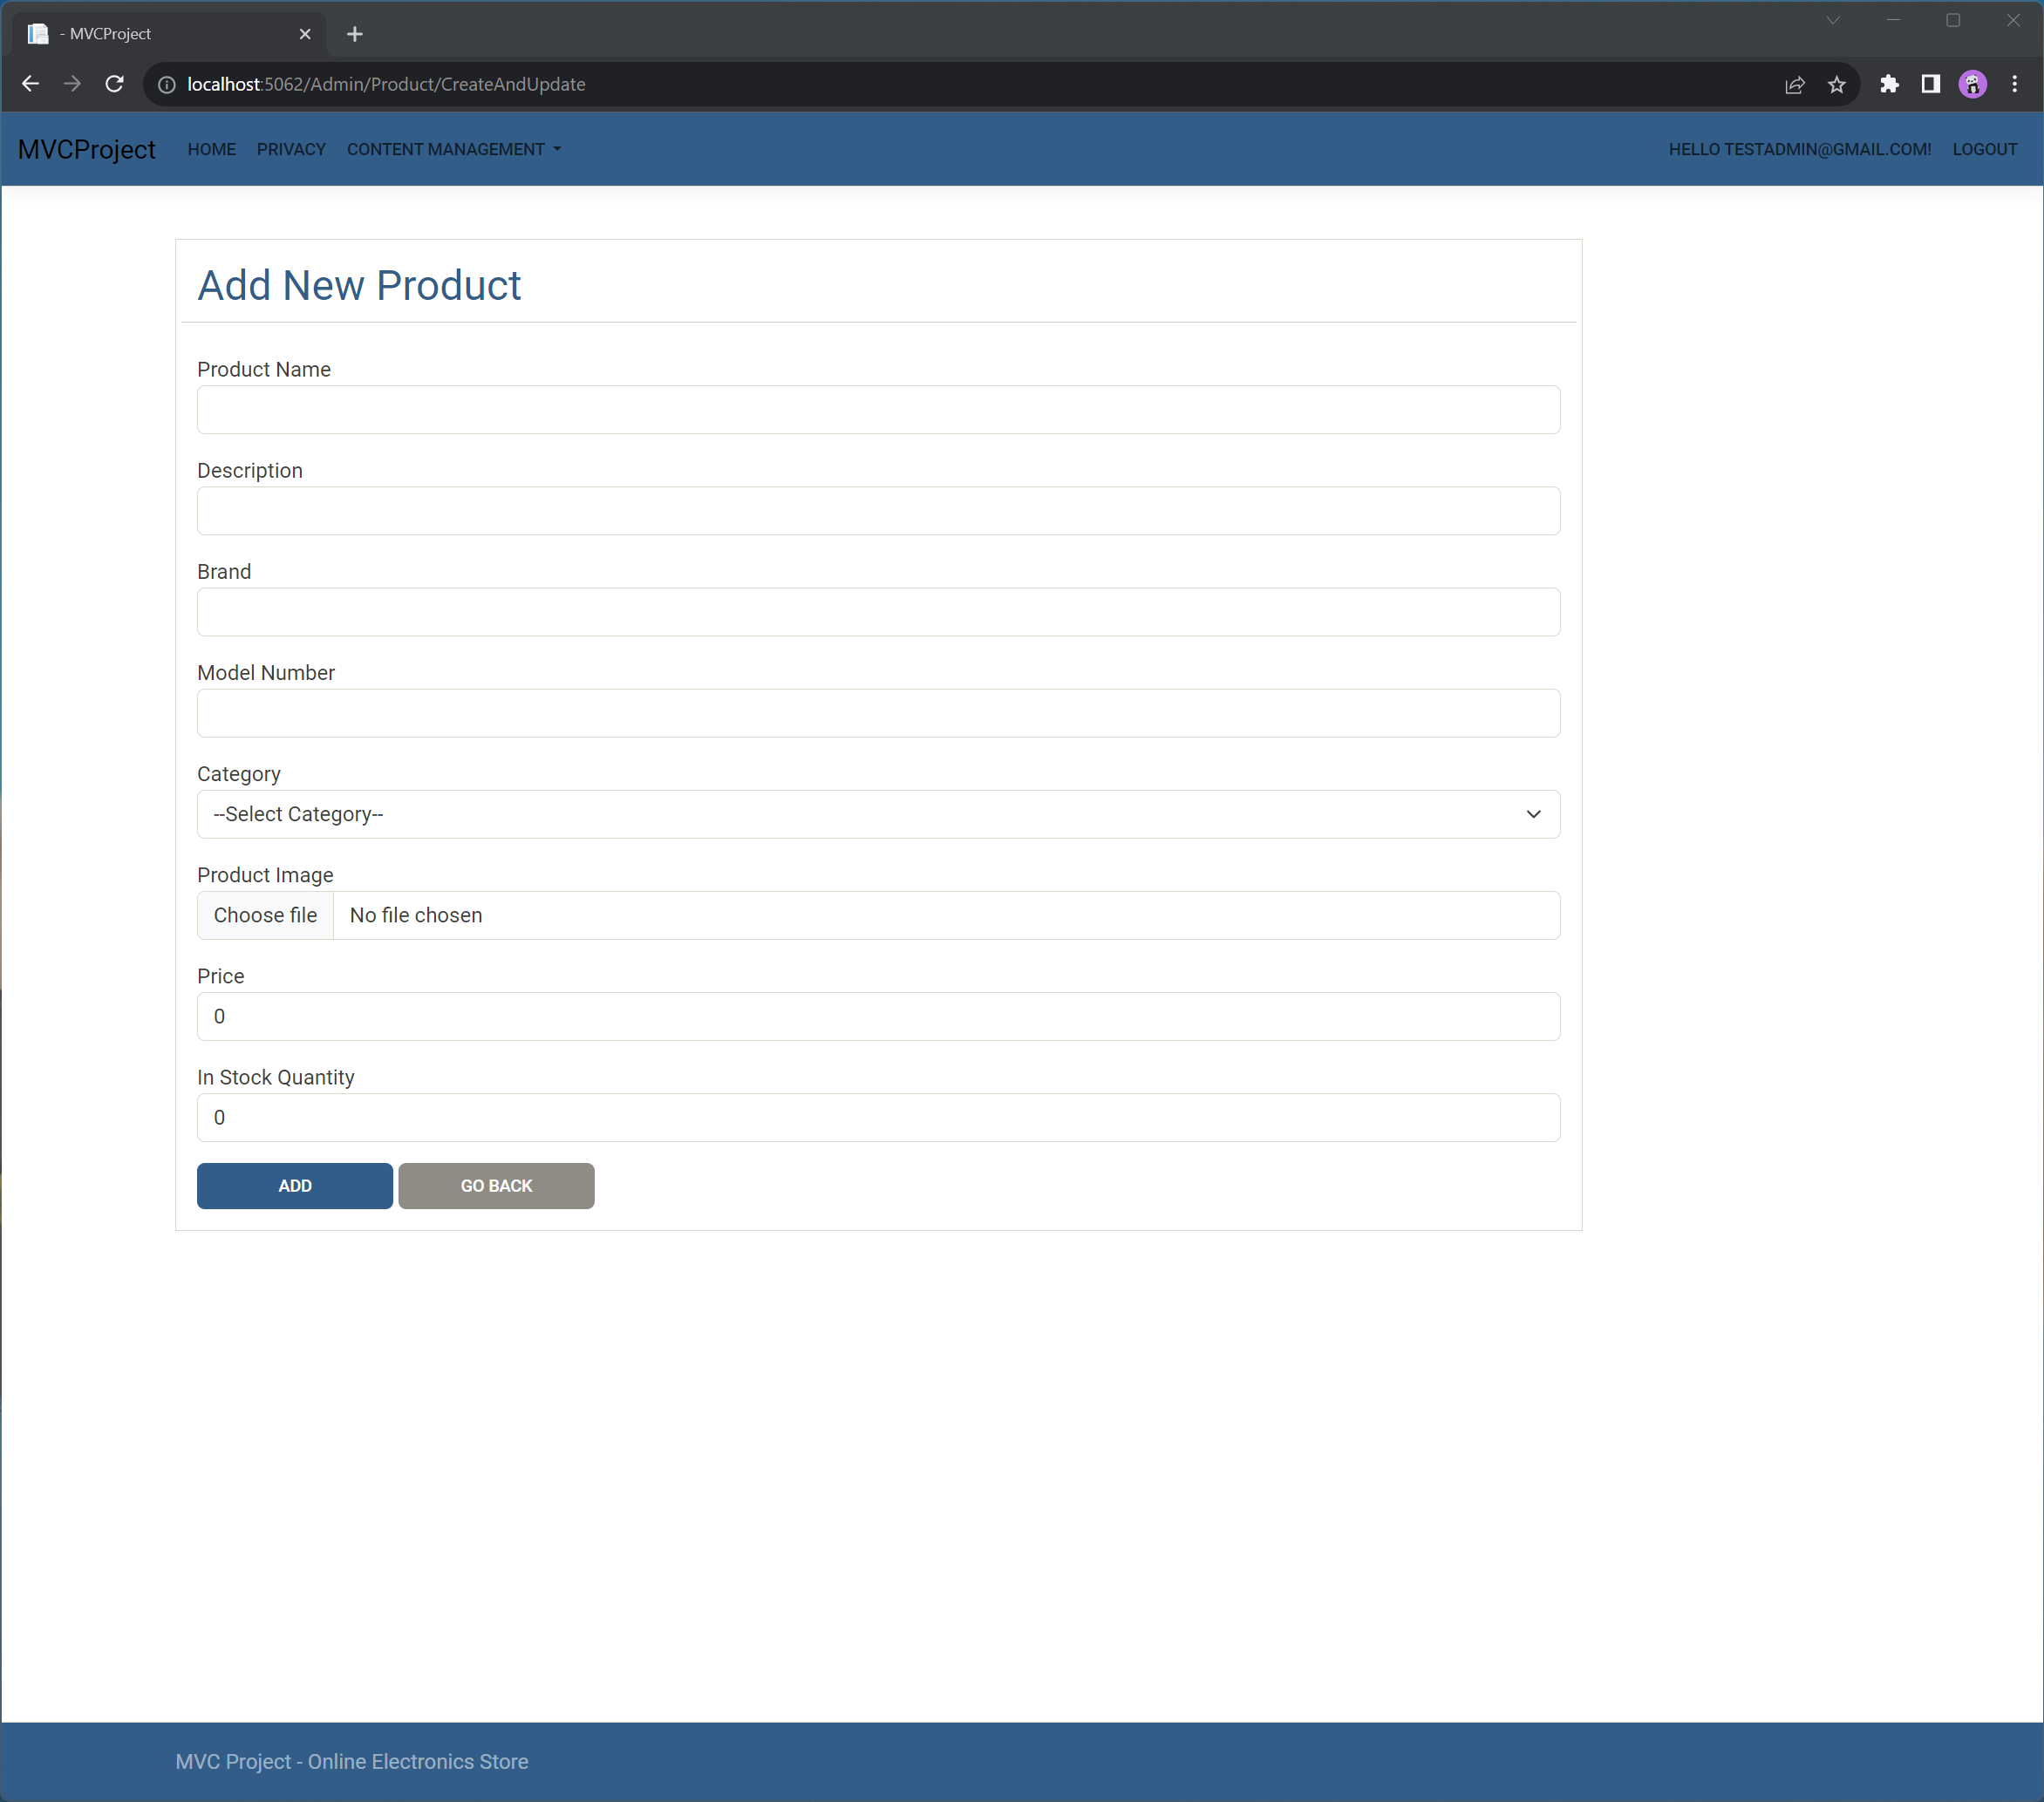 - MVCProject
localhost:5062/Admin/Product/CreateAndUpdate
MVCProject HOME PRIVACY CONTENT MANAGEMENT HELLO TESTADMIN@GMAIL.COM! LOGOUT
Add New Product
Product Name
Description
Brand
Model Number
Category
--Select Category--
Product Image
Choose file No file chosen
Price
0
In Stock Quantity
0
ADD GO BACK
MVC Project - Online Electronics Store